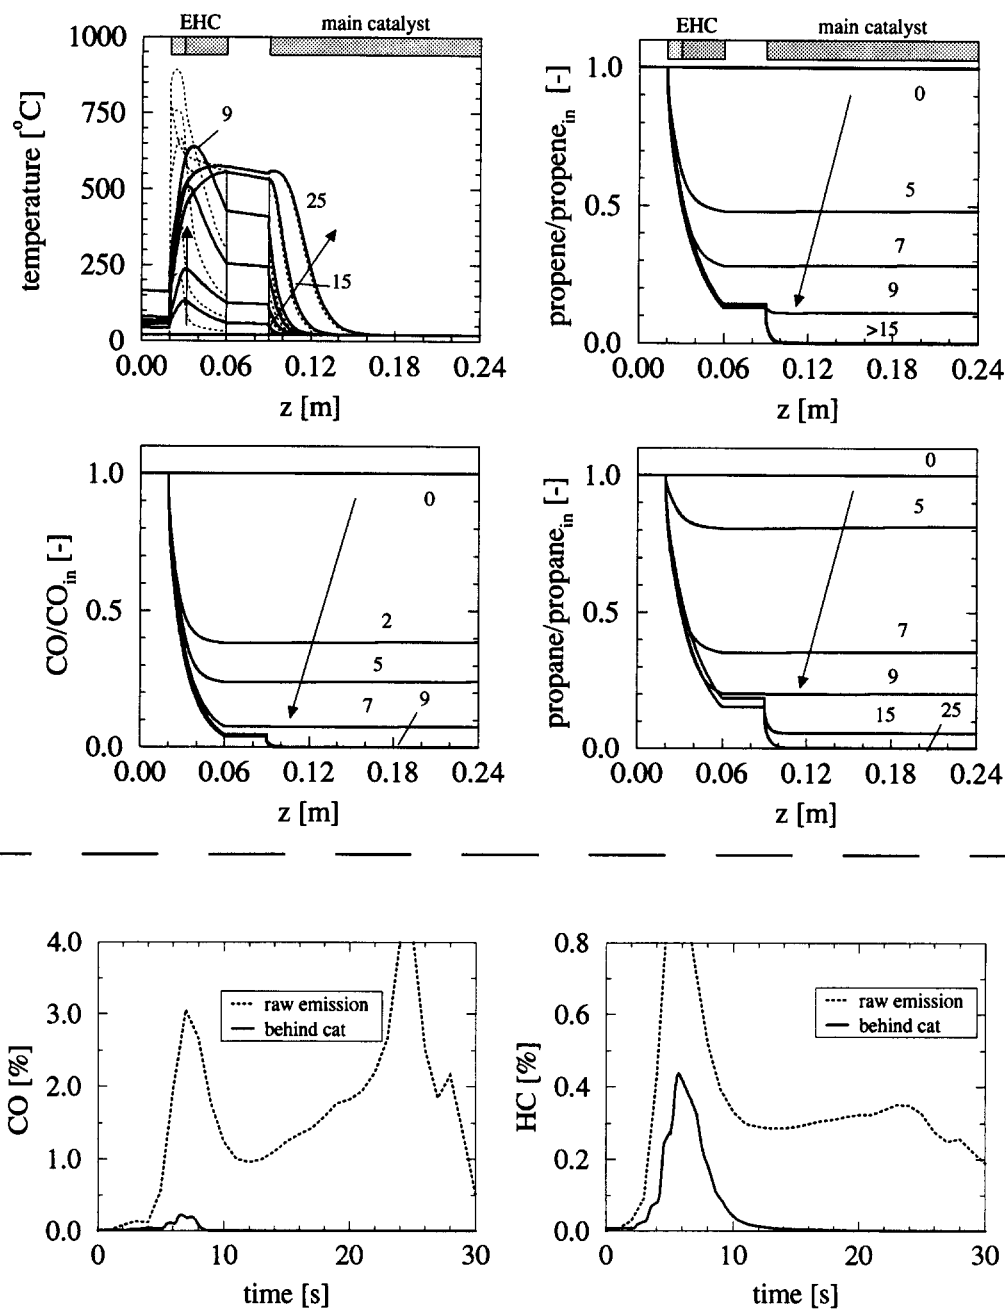 EHC main catalyst
1000
750
500
250
0
temperature [°C]
9
25
15
0.00 0.06 0.12 0.18 0.24
z [m]
EHC main catalyst
1.0
0.5
0.0
propene/propene_in [-]
0
5
7
9
>15
0.00 0.06 0.12 0.18 0.24
z [m]
1.0
0.5
0.0
CO/CO_in [-]
0
2
5
7
9
0.00 0.06 0.12 0.18 0.24
z [m]
1.0
0.5
0.0
propane/propane_in [-]
0
5
7
9
15
25
0.00 0.06 0.12 0.18 0.24
z [m]
4.0
3.0
2.0
1.0
0.0
CO [%]
raw emission
behind cat
0 10 20 30
time [s]
0.8
0.6
0.4
0.2
0.0
HC [%]
raw emission
behind cat
0 10 20 30
time [s]